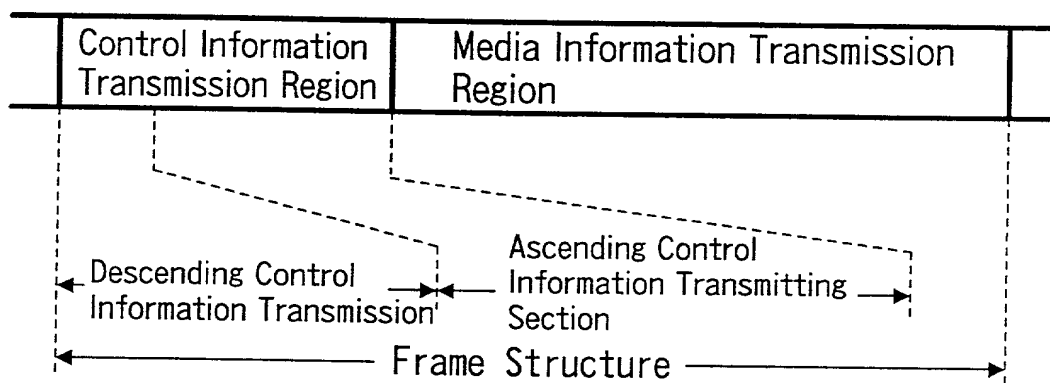 Control Information
Transmission Region
Media Information Transmission
Region
Descending Control
Information Transmission
Ascending Control
Information Transmitting
Section
Frame Structure